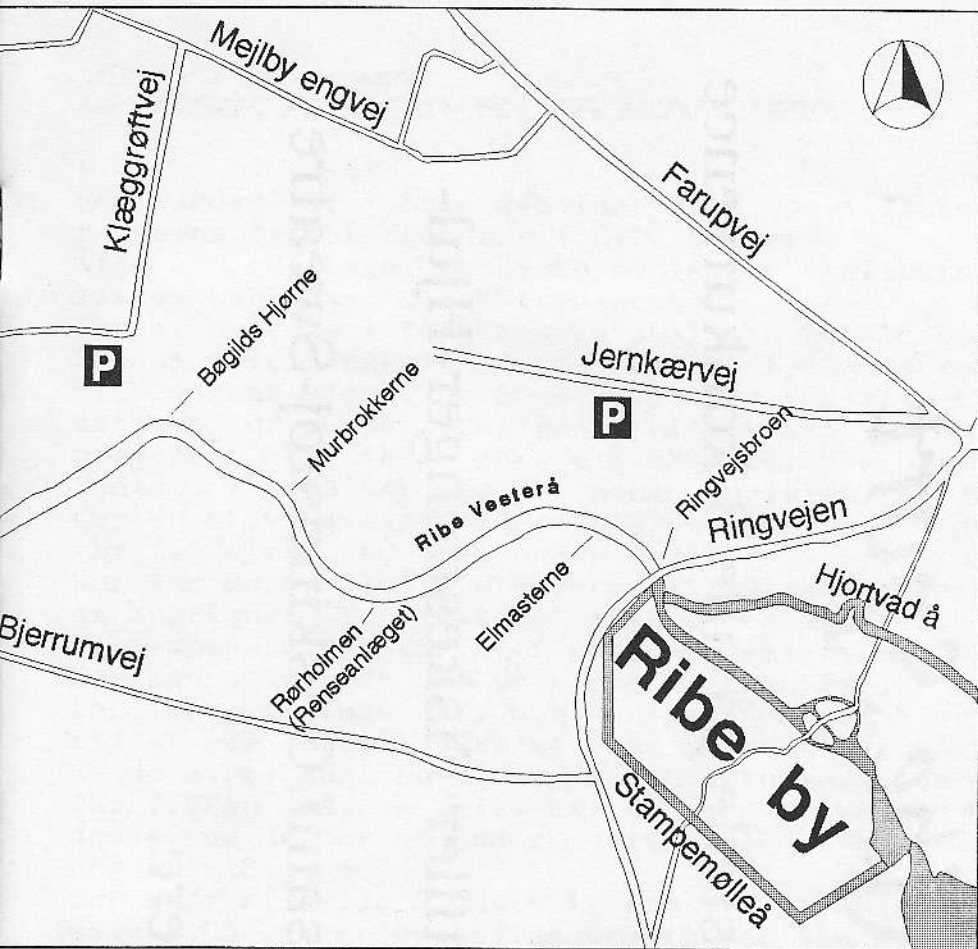 Mejlby engvej
Klæggrøftvej
Farupvej
Bøgilds Hjørne
Jernkærvej
P
Murbrokkerne
P
Ringvejsbroen
Ribe Vesterå
Ringvejen
Elmasterne
Hjortvad å
Bjerrumvej
Rørholmen
(Renseanlæget)
Ribe by
Stampemølleå